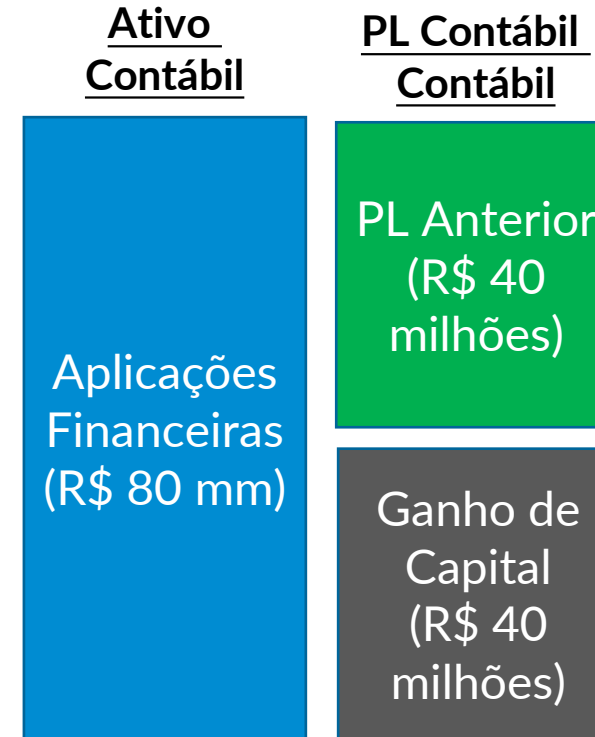 Ativo
Contábil
PL Contábil
Contábil
Aplicações
Financeiras
(R$ 80 mm)
PL Anterior
(R$ 40
milhões)
Ganho de
Capital
(R$ 40
milhões)